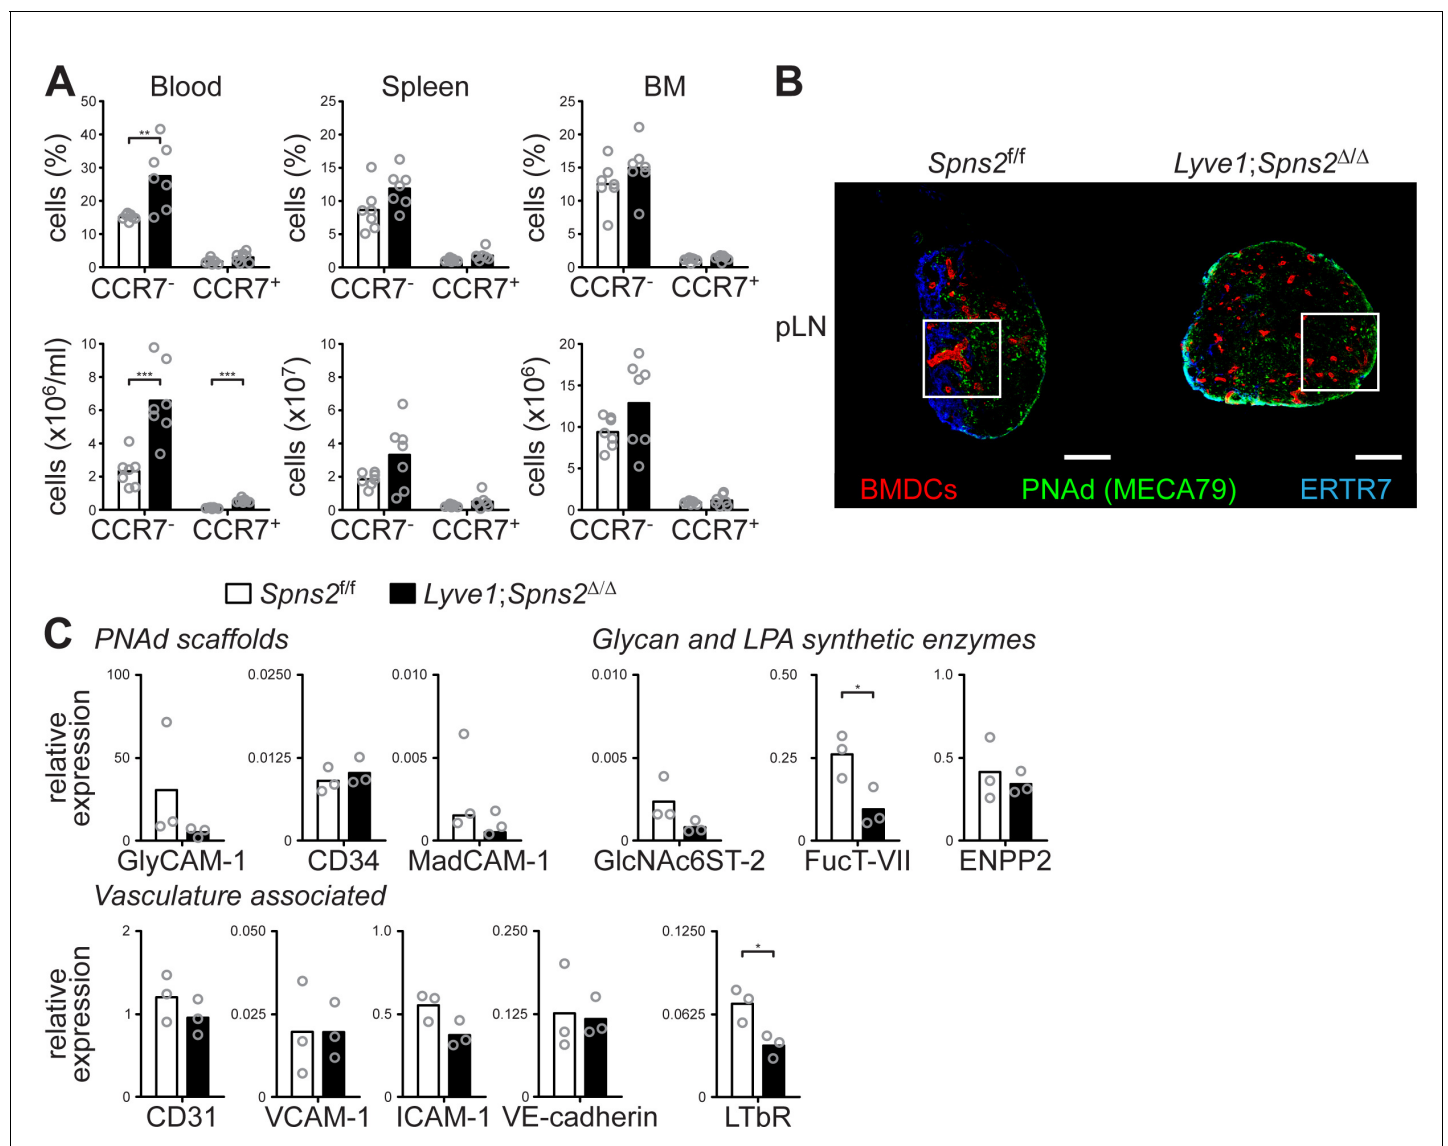 A
Blood
Spleen
BM
cells (%)
50
40
30
20
10
0
**
CCR7-
CCR7+
cells (%)
25
20
15
10
5
0
CCR7-
CCR7+
cells (%)
25
20
15
10
5
0
CCR7-
CCR7+
cells (x10⁶/ml)
10
8
6
4
2
0
***
***
CCR7-
CCR7+
cells (x10⁷)
10
8
6
4
2
0
CCR7-
CCR7+
cells (x10⁶)
20
15
10
5
0
CCR7-
CCR7+
Spns2f/f
Lyve1;Spns2Δ/Δ
B
Spns2f/f
Lyve1;Spns2Δ/Δ
pLN
BMDCs
PNAd (MECA79)
ERTR7
C
PNAd scaffolds
Glycan and LPA synthetic enzymes
relative expression
100
50
0
GlyCAM-1
0.0250
0.0125
0
CD34
0.010
0.005
0
MadCAM-1
0.010
0.005
0
GlcNAc6ST-2
0.50
0.25
0
*
FucT-VII
1.0
0.5
0
ENPP2
Vasculature associated
relative expression
2
1
0
CD31
0.050
0.025
0
VCAM-1
1.0
0.5
0
ICAM-1
0.250
0.125
0
VE-cadherin
0.1250
0.0625
0
*
LTbR